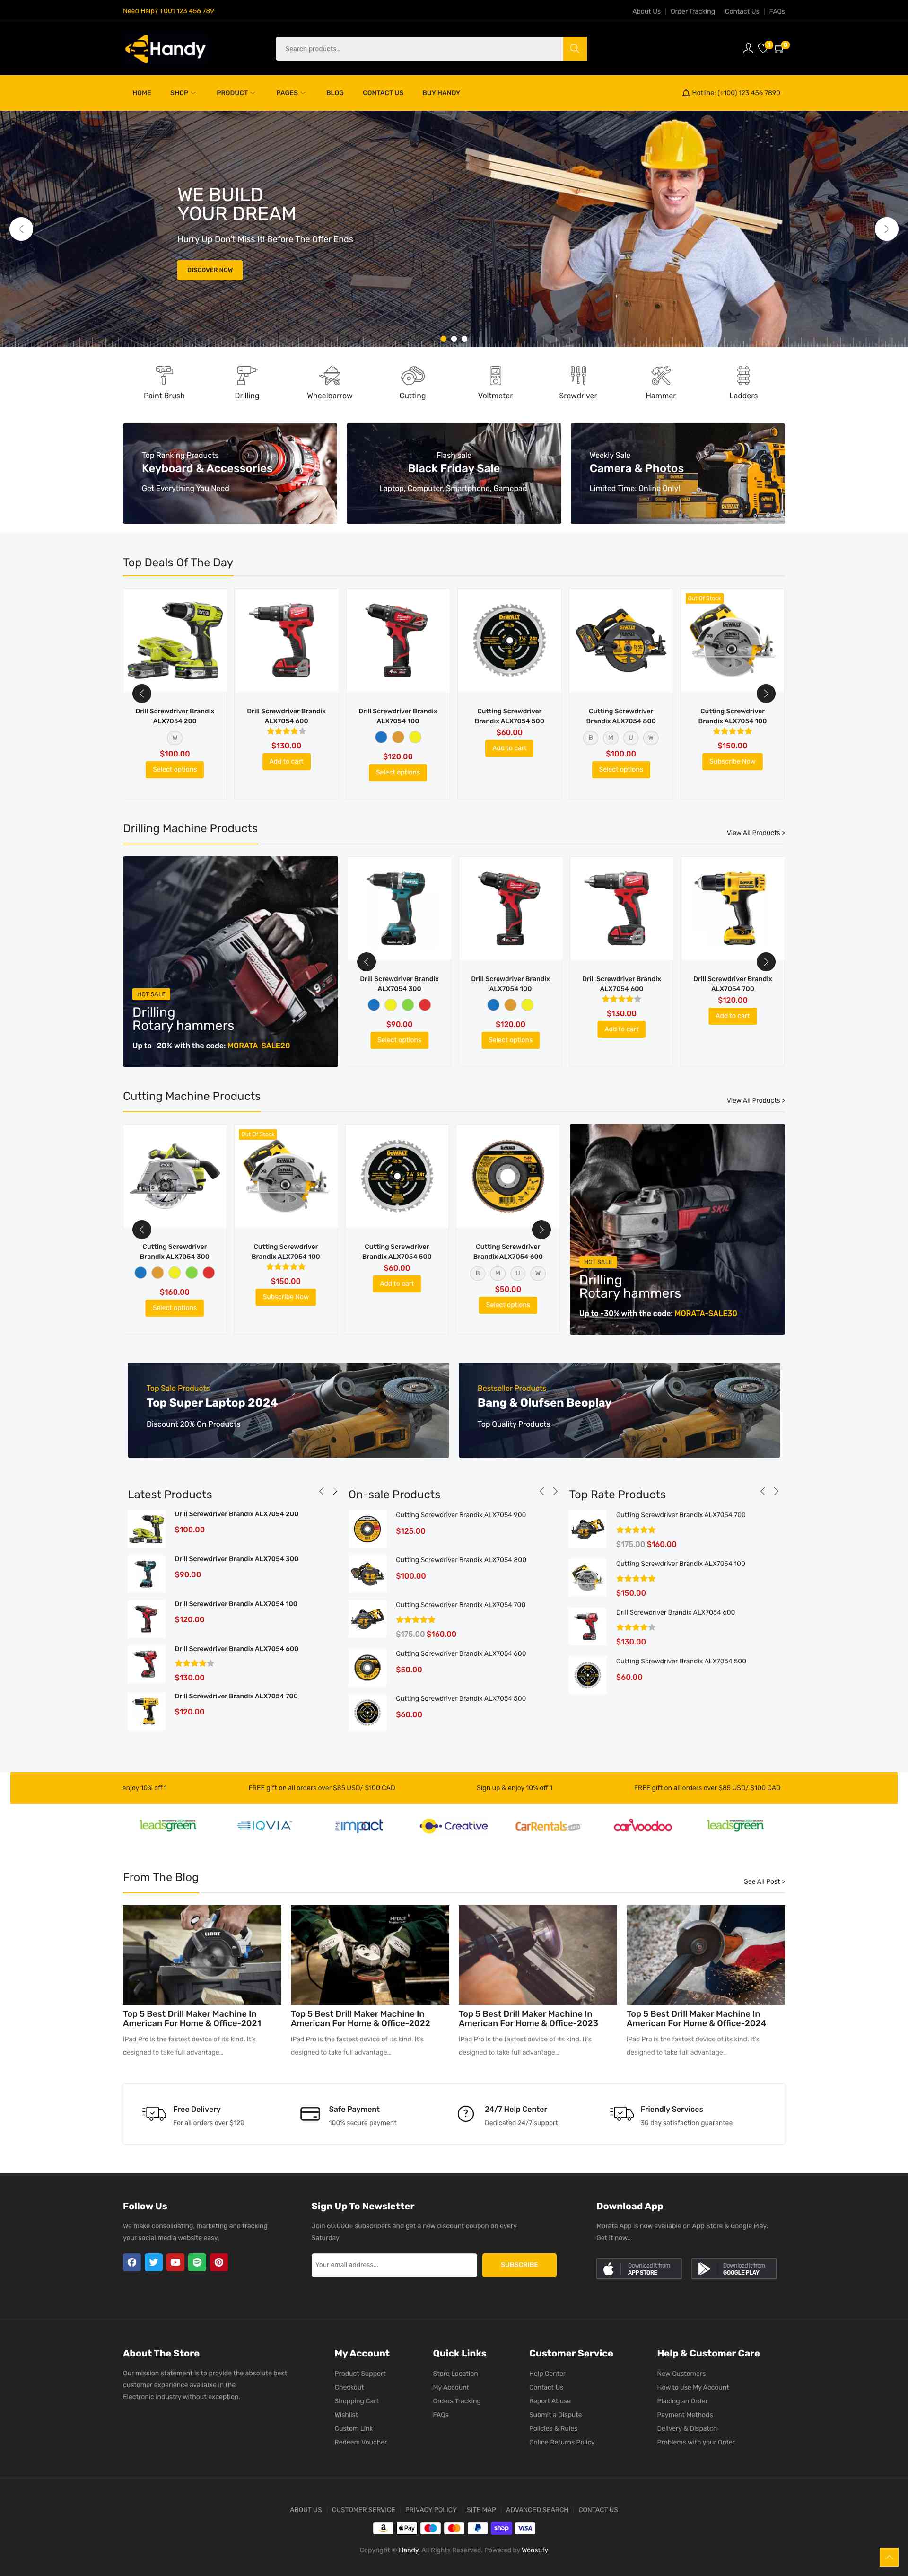 Need Help? +001 123 456 789
About Us
Order Tracking
Contact Us
FAQs
Handy
Search products...
1
0
HOME
SHOP
PRODUCT
PAGES
BLOG
CONTACT US
BUY HANDY
Hotline: (+100) 123 456 7890
WE BUILD
YOUR DREAM
Hurry Up Don't Miss It! Before The Offer Ends
DISCOVER NOW
Paint Brush
Drilling
Wheelbarrow
Cutting
Voltmeter
Srewdriver
Hammer
Ladders
Top Ranking Products
Keyboard & Accessories
Get Everything You Need
Flash sale
Black Friday Sale
Laptop, Computer, Smartphone, Gamepad
Weekly Sale
Camera & Photos
Limited Time: Online Only!
Top Deals Of The Day
Out Of Stock
Drill Screwdriver Brandix
ALX7054 200
W
$100.00
Select options
Drill Screwdriver Brandix
ALX7054 600
$130.00
Add to cart
Drill Screwdriver Brandix
ALX7054 100
$120.00
Select options
DEWALT
Cutting Screwdriver
Brandix ALX7054 500
$60.00
Add to cart
Cutting Screwdriver
Brandix ALX7054 800
B
M
U
W
$100.00
Select options
Cutting Screwdriver
Brandix ALX7054 100
$150.00
Subscribe Now
Drilling Machine Products
View All Products >
HOT SALE
Drilling
Rotary hammers
Up to -20% with the code: MORATA-SALE20
Drill Screwdriver Brandix
ALX7054 300
$90.00
Select options
Drill Screwdriver Brandix
ALX7054 100
$120.00
Select options
Drill Screwdriver Brandix
ALX7054 600
$130.00
Add to cart
Drill Screwdriver Brandix
ALX7054 700
$120.00
Add to cart
Cutting Machine Products
View All Products >
Cutting Screwdriver
Brandix ALX7054 300
$160.00
Select options
Out Of Stock
Cutting Screwdriver
Brandix ALX7054 100
$150.00
Subscribe Now
DEWALT
Cutting Screwdriver
Brandix ALX7054 500
$60.00
Add to cart
Cutting Screwdriver
Brandix ALX7054 600
B
M
U
W
$50.00
Select options
SKIL
HOT SALE
Drilling
Rotary hammers
Up to -30% with the code: MORATA-SALE30
Top Sale Products
Top Super Laptop 2024
Discount 20% On Products
Bestseller Products
Bang & Olufsen Beoplay
Top Quality Products
Latest Products
Drill Screwdriver Brandix ALX7054 200
$100.00
Drill Screwdriver Brandix ALX7054 300
$90.00
Drill Screwdriver Brandix ALX7054 100
$120.00
Drill Screwdriver Brandix ALX7054 600
$130.00
Drill Screwdriver Brandix ALX7054 700
$120.00
On-sale Products
Cutting Screwdriver Brandix ALX7054 900
$125.00
Cutting Screwdriver Brandix ALX7054 800
$100.00
Cutting Screwdriver Brandix ALX7054 700
$175.00 $160.00
Cutting Screwdriver Brandix ALX7054 600
$50.00
Cutting Screwdriver Brandix ALX7054 500
$60.00
Top Rate Products
Cutting Screwdriver Brandix ALX7054 700
$175.00 $160.00
Cutting Screwdriver Brandix ALX7054 100
$150.00
Drill Screwdriver Brandix ALX7054 600
$130.00
Cutting Screwdriver Brandix ALX7054 500
$60.00
enjoy 10% off 1
FREE gift on all orders over $85 USD/ $100 CAD
Sign up & enjoy 10% off 1
FREE gift on all orders over $85 USD/ $100 CAD
leadsgreen
IQVIA
impact
Creative
CarRentals
carvoodoo
leadsgreen
From The Blog
See All Post >
HART
Top 5 Best Drill Maker Machine In
American For Home & Office-2021
iPad Pro is the fastest device of its kind. It's
designed to take full advantage...
HITACHI
Top 5 Best Drill Maker Machine In
American For Home & Office-2022
iPad Pro is the fastest device of its kind. It's
designed to take full advantage...
Top 5 Best Drill Maker Machine In
American For Home & Office-2023
iPad Pro is the fastest device of its kind. It's
designed to take full advantage...
Top 5 Best Drill Maker Machine In
American For Home & Office-2024
iPad Pro is the fastest device of its kind. It's
designed to take full advantage...
Free Delivery
For all orders over $120
Safe Payment
100% secure payment
24/7 Help Center
Dedicated 24/7 support
Friendly Services
30 day satisfaction guarantee
Follow Us
We make consolidating, marketing and tracking
your social media website easy.
Sign Up To Newsletter
Join 60.000+ subscribers and get a new discount coupon on every
Saturday
Your email address...
SUBSCRIBE
Download App
Morata App is now available on App Store & Google Play.
Get it now..
Download it from
APP STORE
Download it from
GOOGLE PLAY
About The Store
Our mission statement is to provide the absolute best
customer experience available in the
Electronic industry without exception.
My Account
Product Support
Checkout
Shopping Cart
Wishlist
Custom Link
Redeem Voucher
Quick Links
Store Location
My Account
Orders Tracking
FAQs
Customer Service
Help Center
Contact Us
Report Abuse
Submit a Dispute
Policies & Rules
Online Returns Policy
Help & Customer Care
New Customers
How to use My Account
Placing an Order
Payment Methods
Delivery & Dispatch
Problems with your Order
ABOUT US
CUSTOMER SERVICE
PRIVACY POLICY
SITE MAP
ADVANCED SEARCH
CONTACT US
Pay
shop
VISA
Copyright © Handy. All Rights Reserved. Powered by Woostify